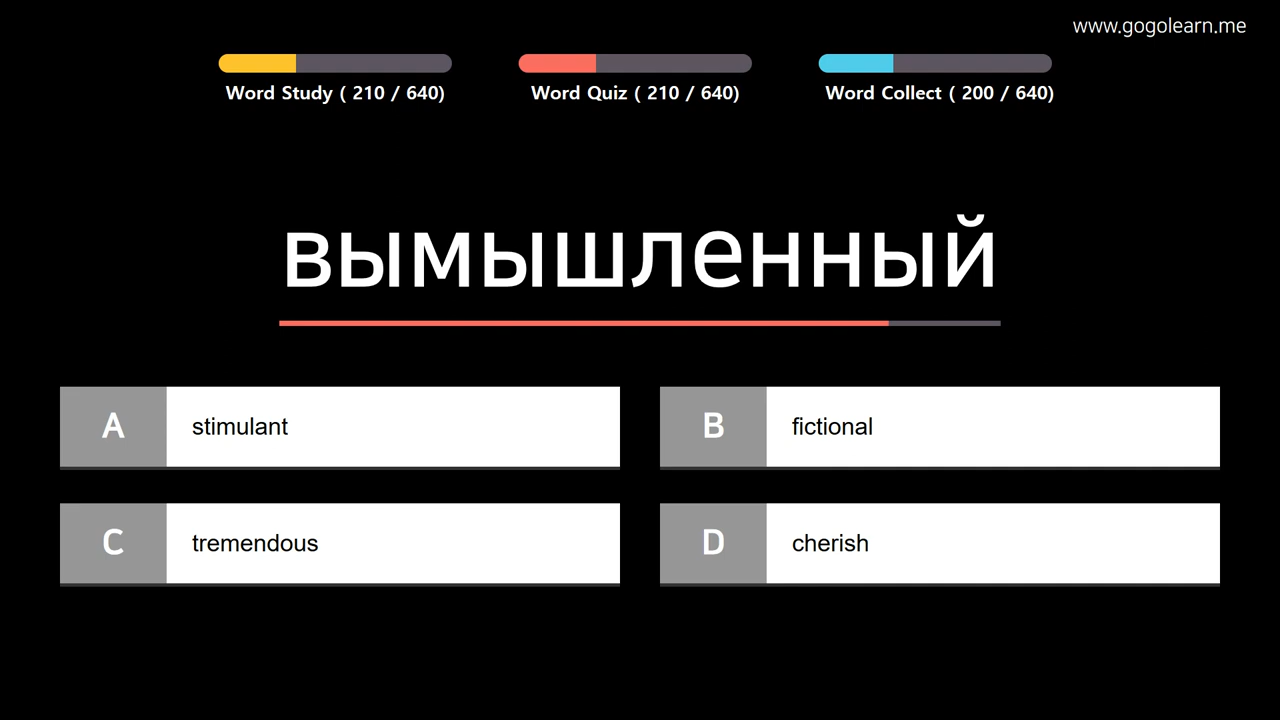 www.gogolearn.me
Word Study ( 210 / 640)
Word Quiz ( 210 / 640)
Word Collect ( 200 / 640)
вымышленный
A stimulant
B fictional
C tremendous
D cherish